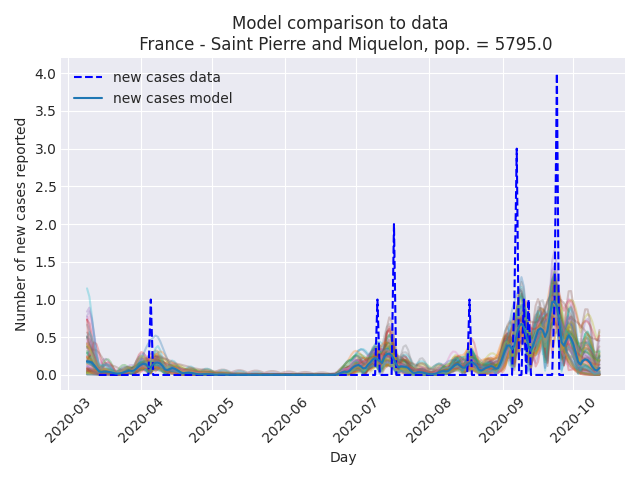 Model comparison to data
France - Saint Pierre and Miquelon, pop. = 5795.0
new cases data
new cases model
Number of new cases reported
4.0
3.5
3.0
2.5
2.0
1.5
1.0
0.5
0.0
2020-03
2020-04
2020-05
2020-06
2020-07
2020-08
2020-09
2020-10
Day